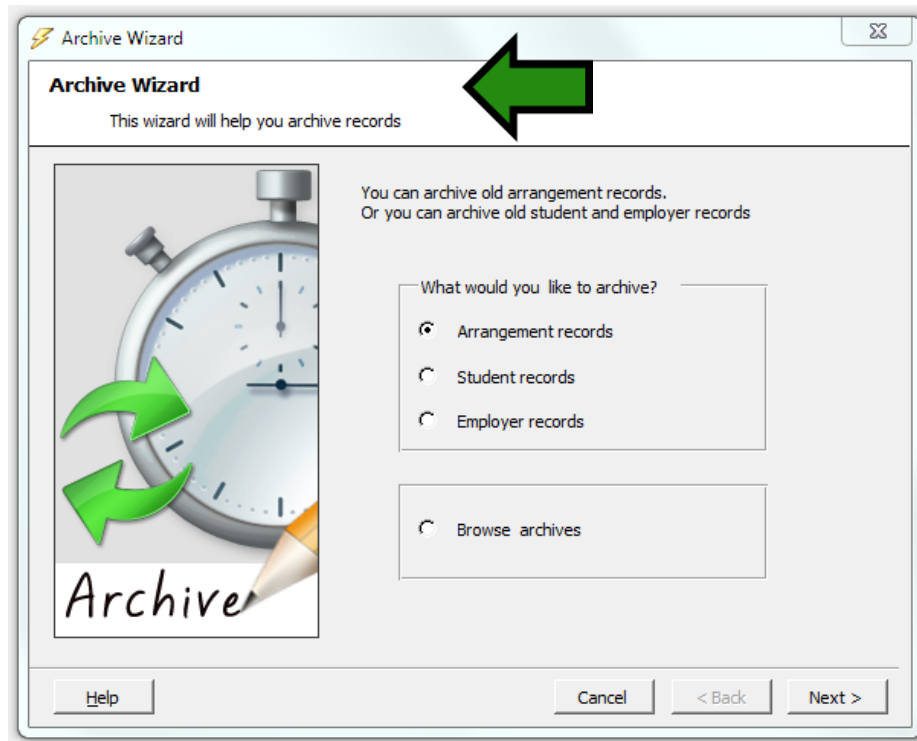 Archive Wizard
Archive Wizard
This wizard will help you archive records
You can archive old arrangement records.
Or you can archive old student and employer records
What would you like to archive?
Arrangement records
Student records
Employer records
Browse archives
Archive
Help
Cancel
< Back
Next >